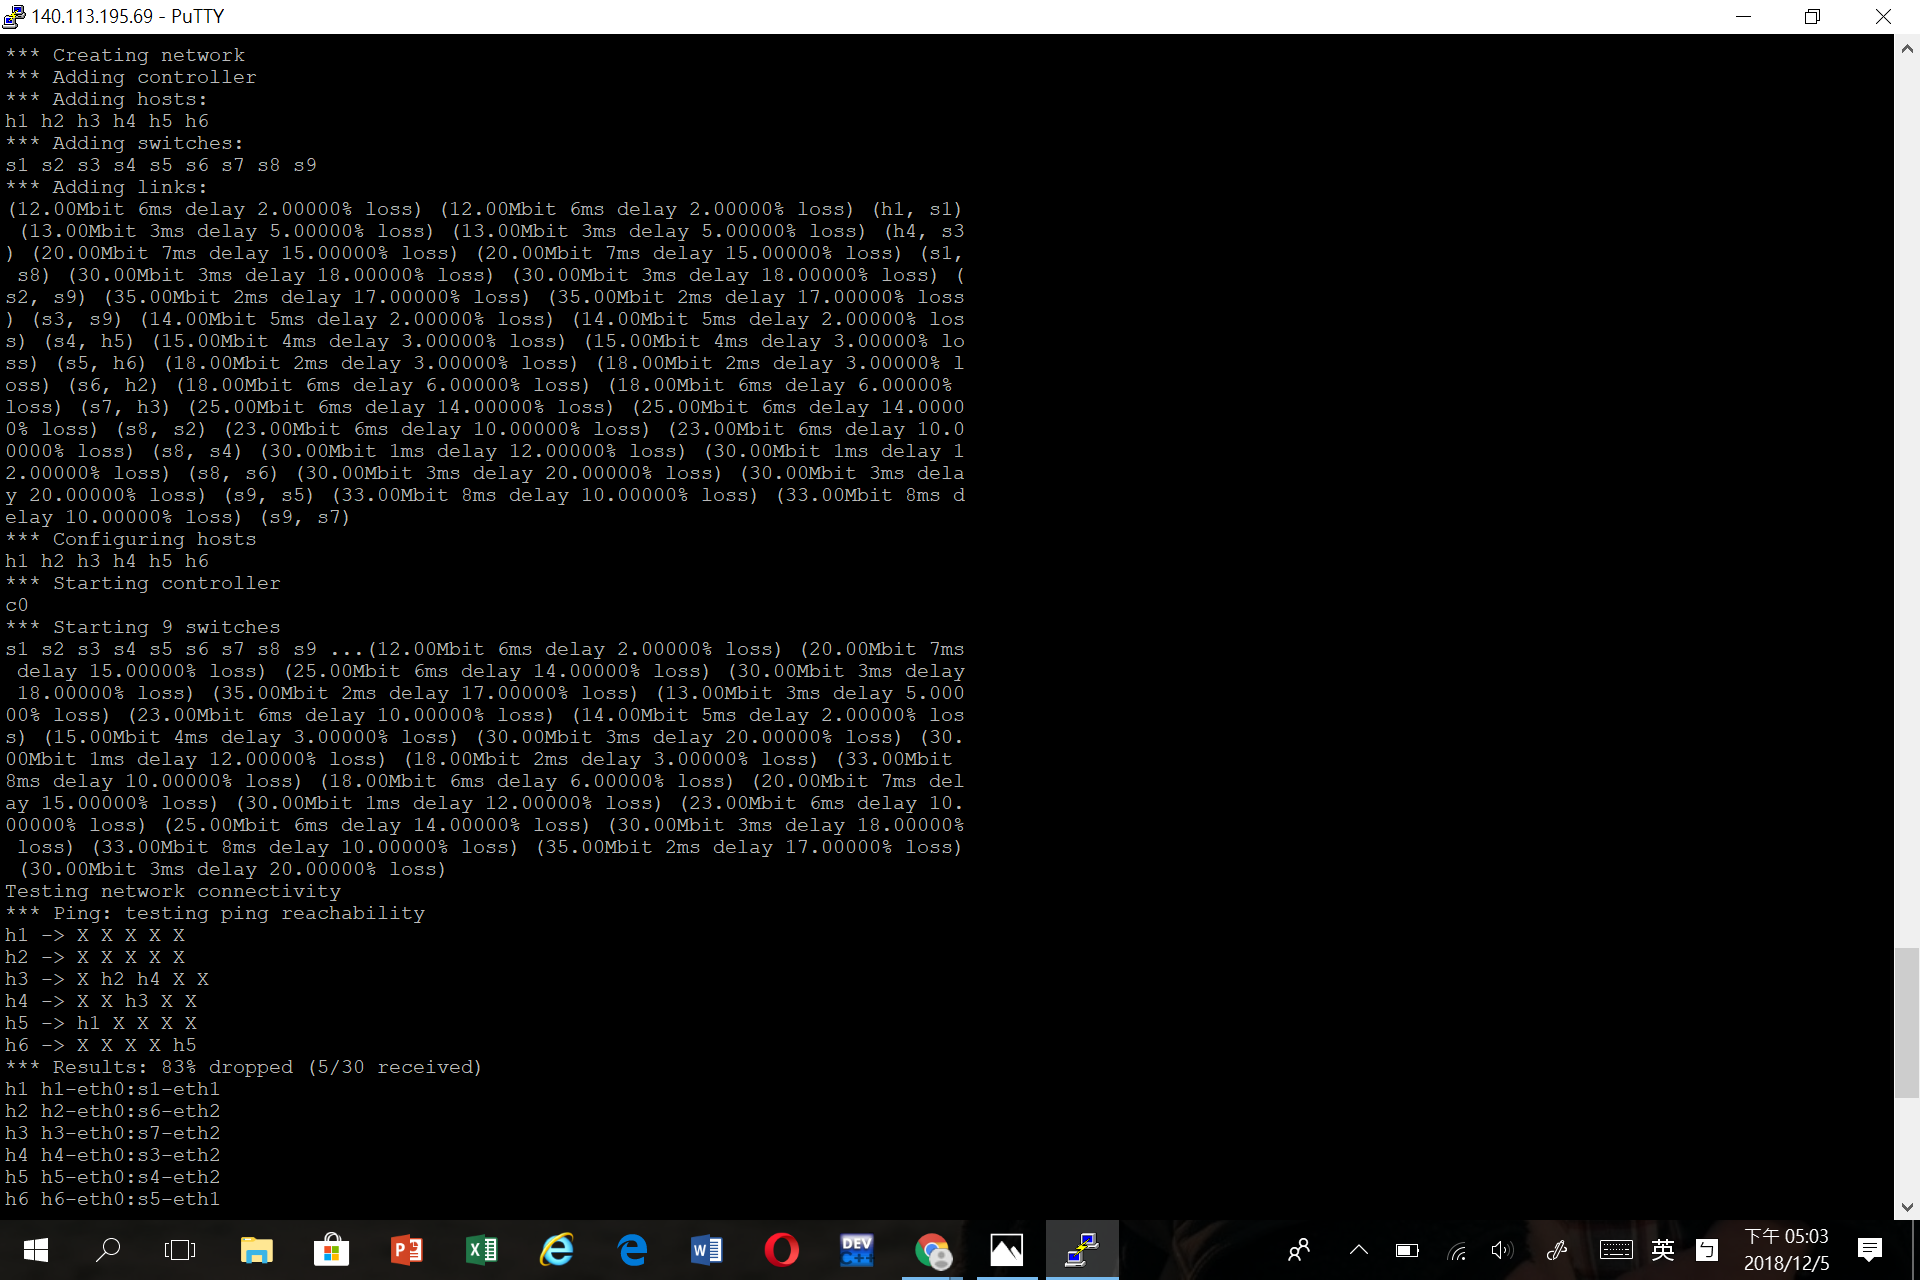 140.113.195.69 - PuTTY
*** Creating network
*** Adding controller
*** Adding hosts:
h1 h2 h3 h4 h5 h6
*** Adding switches:
s1 s2 s3 s4 s5 s6 s7 s8 s9
*** Adding links:
(12.00Mbit 6ms delay 2.00000% loss) (12.00Mbit 6ms delay 2.00000% loss) (h1, s1)
(13.00Mbit 3ms delay 5.00000% loss) (13.00Mbit 3ms delay 5.00000% loss) (h4, s3
) (20.00Mbit 7ms delay 15.00000% loss) (20.00Mbit 7ms delay 15.00000% loss) (s1,
s8) (30.00Mbit 3ms delay 18.00000% loss) (30.00Mbit 3ms delay 18.00000% loss) (
s2, s9) (35.00Mbit 2ms delay 17.00000% loss) (35.00Mbit 2ms delay 17.00000% loss
) (s3, s9) (14.00Mbit 5ms delay 2.00000% loss) (14.00Mbit 5ms delay 2.00000% los
s) (s4, h5) (15.00Mbit 4ms delay 3.00000% loss) (15.00Mbit 4ms delay 3.00000% lo
ss) (s5, h6) (18.00Mbit 2ms delay 3.00000% loss) (18.00Mbit 2ms delay 3.00000% l
oss) (s6, h2) (18.00Mbit 6ms delay 6.00000% loss) (18.00Mbit 6ms delay 6.00000%
loss) (s7, h3) (25.00Mbit 6ms delay 14.00000% loss) (25.00Mbit 6ms delay 14.0000
0% loss) (s8, s2) (23.00Mbit 6ms delay 10.00000% loss) (23.00Mbit 6ms delay 10.0
0000% loss) (s8, s4) (30.00Mbit 1ms delay 12.00000% loss) (30.00Mbit 1ms delay 1
2.00000% loss) (s8, s6) (30.00Mbit 3ms delay 20.00000% loss) (30.00Mbit 3ms dela
y 20.00000% loss) (s9, s5) (33.00Mbit 8ms delay 10.00000% loss) (33.00Mbit 8ms d
elay 10.00000% loss) (s9, s7)
*** Configuring hosts
h1 h2 h3 h4 h5 h6
*** Starting controller
c0
*** Starting 9 switches
s1 s2 s3 s4 s5 s6 s7 s8 s9 ...(12.00Mbit 6ms delay 2.00000% loss) (20.00Mbit 7ms
delay 15.00000% loss) (25.00Mbit 6ms delay 14.00000% loss) (30.00Mbit 3ms delay
18.00000% loss) (35.00Mbit 2ms delay 17.00000% loss) (13.00Mbit 3ms delay 5.000
00% loss) (23.00Mbit 6ms delay 10.00000% loss) (14.00Mbit 5ms delay 2.00000% los
s) (15.00Mbit 4ms delay 3.00000% loss) (30.00Mbit 3ms delay 20.00000% loss) (30.
00Mbit 1ms delay 12.00000% loss) (18.00Mbit 2ms delay 3.00000% loss) (33.00Mbit
8ms delay 10.00000% loss) (18.00Mbit 6ms delay 6.00000% loss) (20.00Mbit 7ms del
ay 15.00000% loss) (30.00Mbit 1ms delay 12.00000% loss) (23.00Mbit 6ms delay 10.
00000% loss) (25.00Mbit 6ms delay 14.00000% loss) (30.00Mbit 3ms delay 18.00000%
loss) (33.00Mbit 8ms delay 10.00000% loss) (35.00Mbit 2ms delay 17.00000% loss)
(30.00Mbit 3ms delay 20.00000% loss)
Testing network connectivity
*** Ping: testing ping reachability
h1 -> X X X X X
h2 -> X X X X X
h3 -> X h2 h4 X X
h4 -> X X h3 X X
h5 -> h1 X X X X
h6 -> X X X X h5
*** Results: 83% dropped (5/30 received)
h1 h1-eth0:s1-eth1
h2 h2-eth0:s6-eth2
h3 h3-eth0:s7-eth2
h4 h4-eth0:s3-eth2
h5 h5-eth0:s4-eth2
h6 h6-eth0:s5-eth1
DEV
C++
英
ㄅ
下午 05:03
2018/12/5